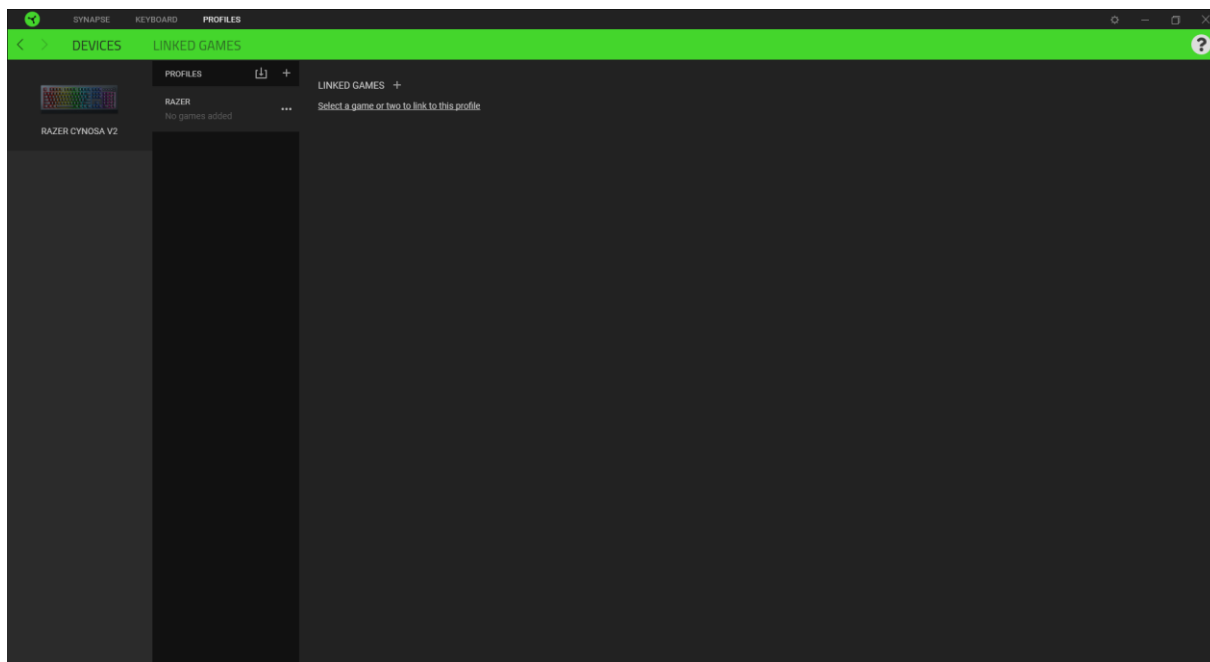 SYNAPSE KEYBOARD PROFILES
DEVICES LINKED GAMES
?
RAZER CYNOSA V2
PROFILES +
RAZER
No games added
...
LINKED GAMES +
Select a game or two to link to this profile